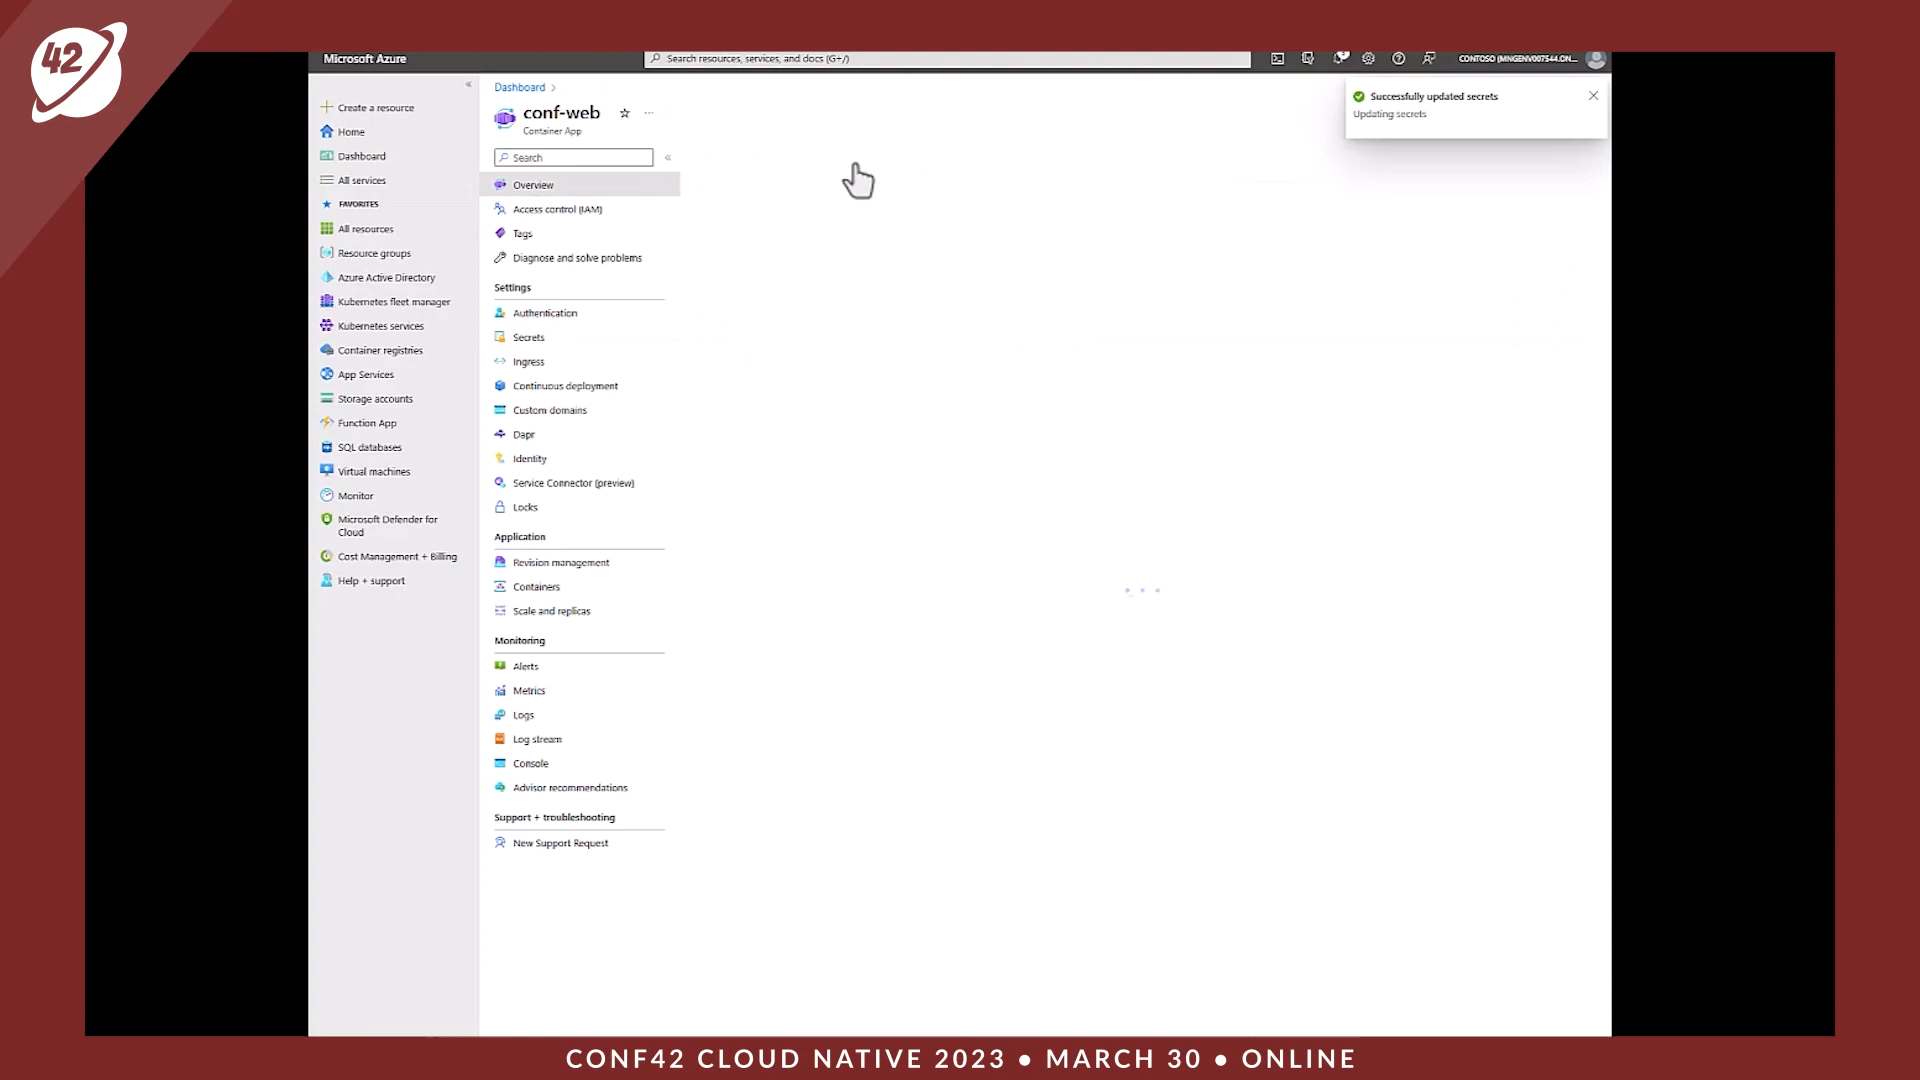 42
Microsoft Azure
Search resources, services, and docs (G+/)
CONTOSO (MNGENV007544.ON...
Create a resource
Home
Dashboard
All services
FAVORITES
All resources
Resource groups
Azure Active Directory
Kubernetes fleet manager
Kubernetes services
Container registries
App Services
Storage accounts
Function App
SQL databases
Virtual machines
Monitor
Microsoft Defender for
Cloud
Cost Management + Billing
Help + support
Dashboard
conf-web
Container App
Search
Overview
Access control (IAM)
Tags
Diagnose and solve problems
Settings
Authentication
Secrets
Ingress
Continuous deployment
Custom domains
Dapr
Identity
Service Connector (preview)
Locks
Application
Revision management
Containers
Scale and replicas
Monitoring
Alerts
Metrics
Logs
Log stream
Console
Advisor recommendations
Support + troubleshooting
New Support Request
Successfully updated secrets
Updating secrets
CONF42 CLOUD NATIVE 2023 • MARCH 30 • ONLINE